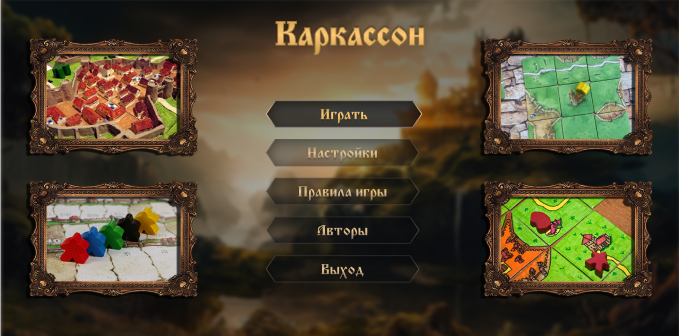 Каркассон
Играть
Настройки
Правила игры
Авторы
Выход